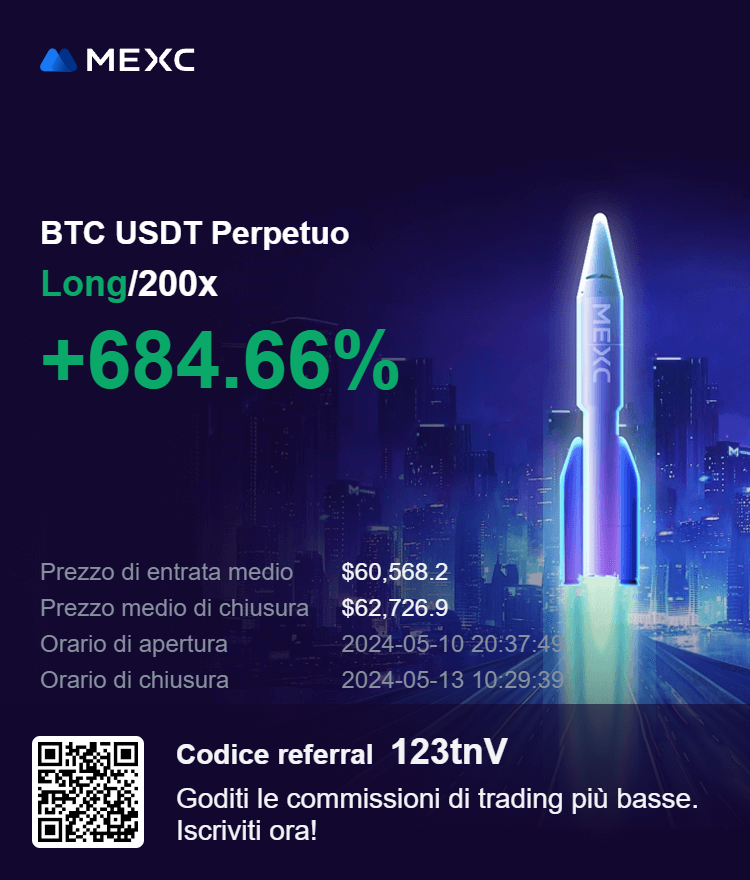 MEXC
BTC USDT Perpetuo
Long/200x
+684.66%
MEXC
Prezzo di entrata medio $60,568.2
Prezzo medio di chiusura $62,726.9
Orario di apertura 2024-05-10 20:37:49
Orario di chiusura 2024-05-13 10:29:39
Codice referral 123tnV
Goditi le commissioni di trading più basse.
Iscriviti ora!